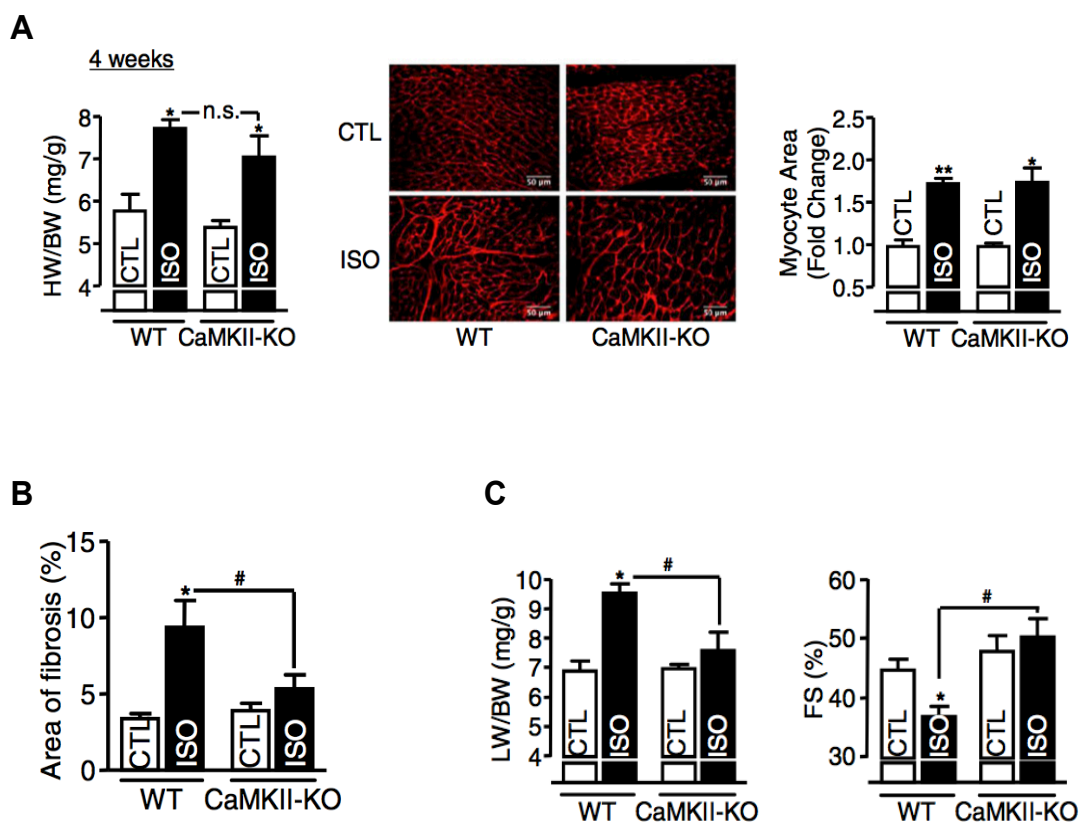 A
4 weeks
HW/BW (mg/g)
8
7
6
5
4
* n.s. *
CTL
ISO
CTL
ISO
WT CaMKII-KO
CTL
ISO
50 µm
50 µm
50 µm
50 µm
WT CaMKII-KO
Myocyte Area
(Fold Change)
2.5
2.0
1.5
1.0
0.5
** *
CTL
ISO
CTL
ISO
WT CaMKII-KO
B
Area of fibrosis (%)
15
10
5
0
* #
CTL
ISO
CTL
ISO
WT CaMKII-KO
C
LW/BW (mg/g)
10
9
8
7
6
5
4
* #
CTL
ISO
CTL
ISO
WT CaMKII-KO
FS (%)
60
50
40
30
* #
CTL
ISO
CTL
ISO
WT CaMKII-KO